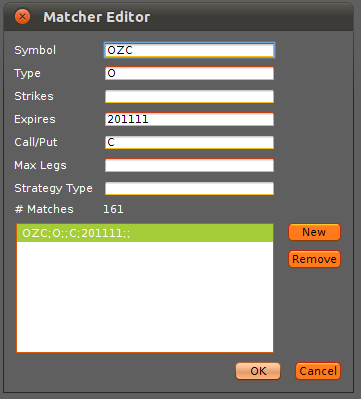 Matcher Editor
Symbol OZC
Type O
Strikes
Expires 201111
Call/Put C
Max Legs
Strategy Type
# Matches 161
OZC;O;;C;201111;;
New
Remove
OK Cancel